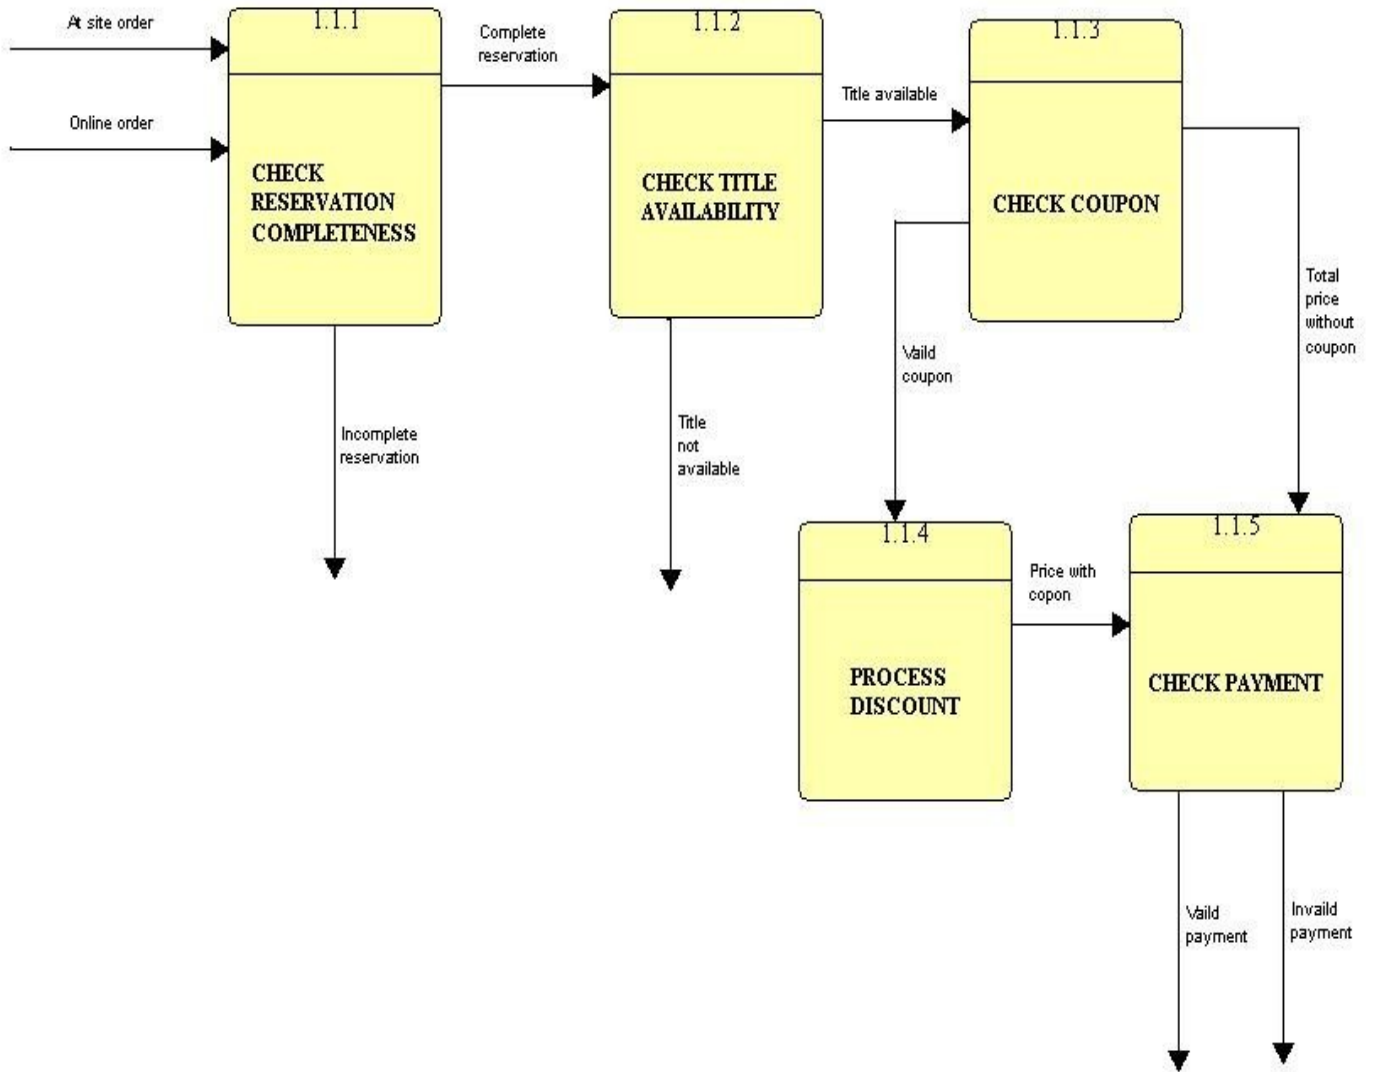 At site order
Online order
1.1.1
CHECK
RESERVATION
COMPLETENESS
Incomplete
reservation
Complete
reservation
1.1.2
CHECK TITLE
AVAILABILITY
Title
not
available
Title available
1.1.3
CHECK COUPON
Vaild
coupon
Total
price
without
coupon
1.1.4
PROCESS
DISCOUNT
Price with
copon
1.1.5
CHECK PAYMENT
Vaild
payment
Invaild
payment